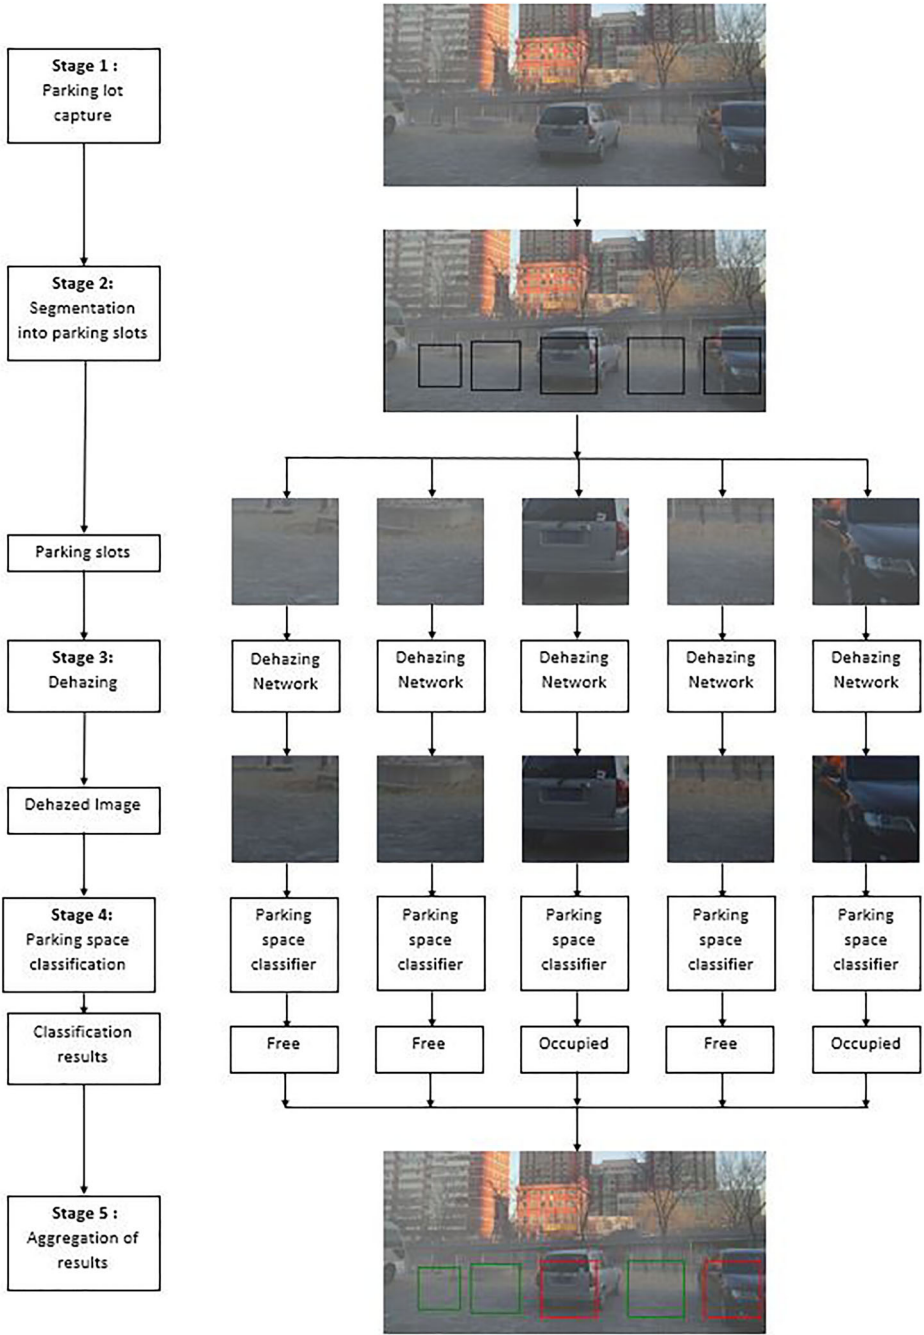 Stage 1 :
Parking lot
capture
Stage 2:
Segmentation
into parking slots
Parking slots
Stage 3:
Dehazing
Dehazing
Network
Dehazing
Network
Dehazing
Network
Dehazing
Network
Dehazing
Network
Dehazed Image
Stage 4:
Parking space
classification
Parking
space
classifier
Parking
space
classifier
Parking
space
classifier
Parking
space
classifier
Parking
space
classifier
Classification
results
Free
Free
Occupied
Free
Occupied
Stage 5 :
Aggregation of
results